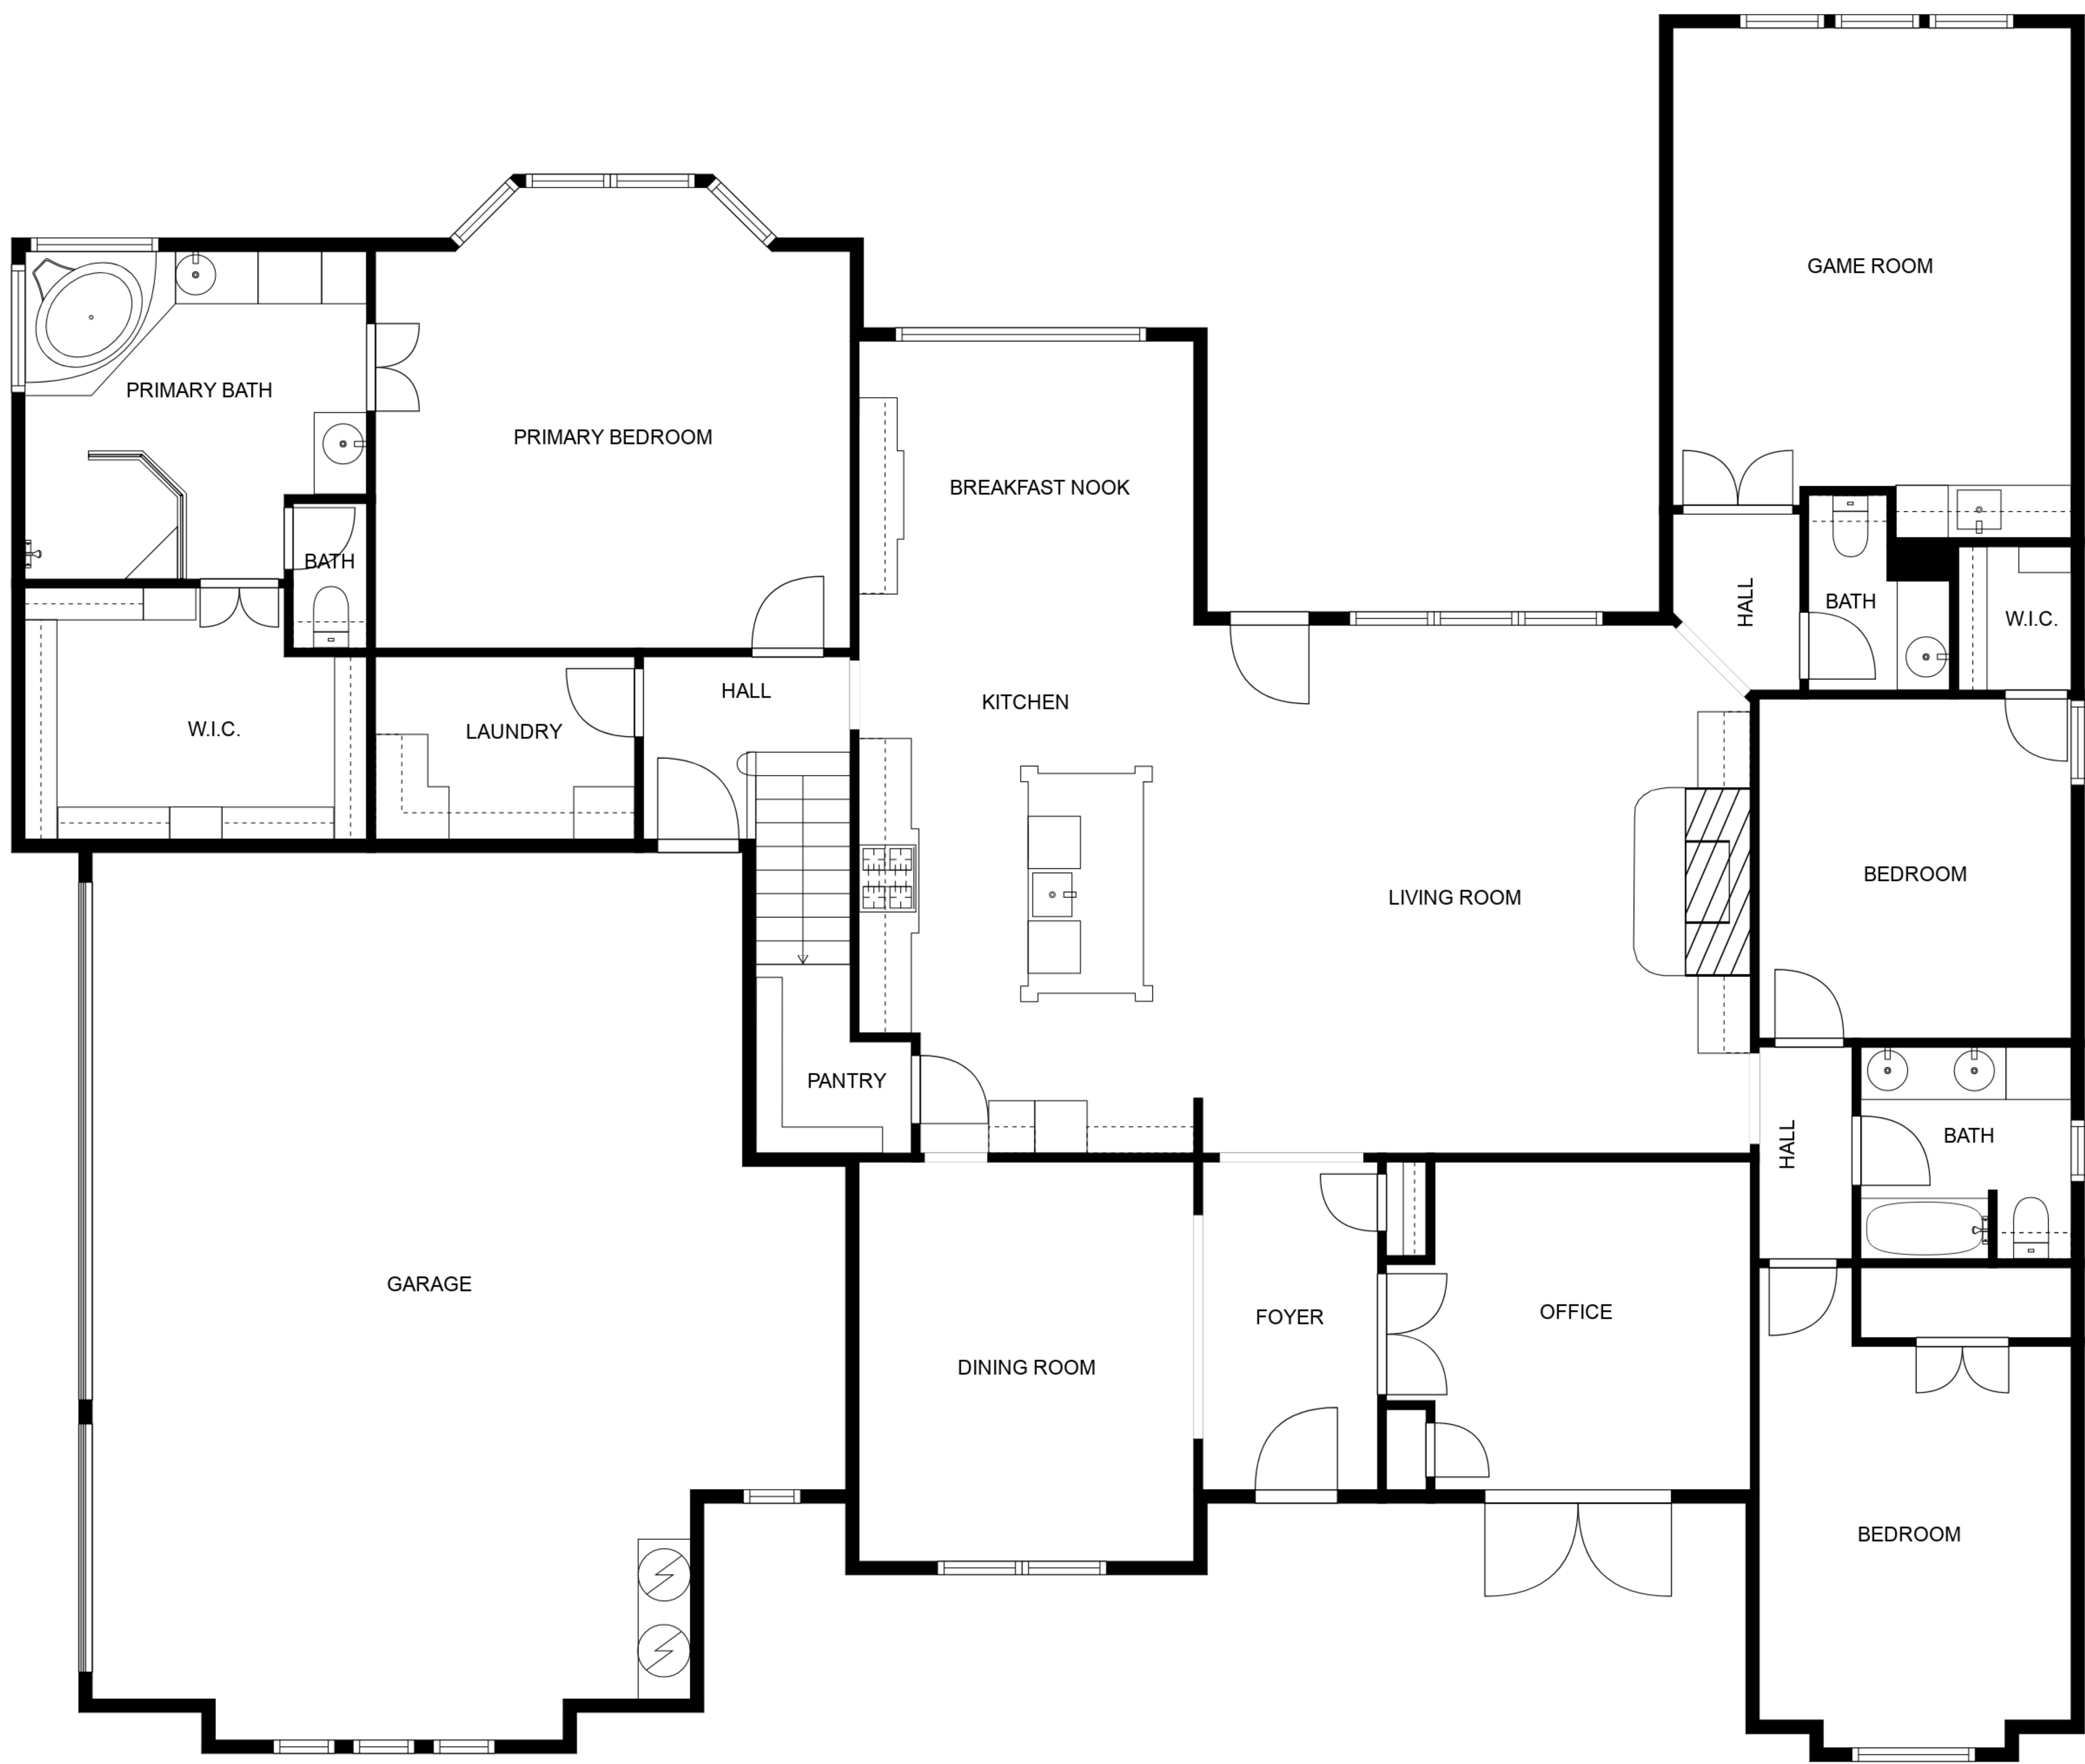 GAME ROOM
PRIMARY BATH
PRIMARY BEDROOM
BREAKFAST NOOK
BATH
HALL
BATH
W.I.C.
HALL
KITCHEN
W.I.C.
LAUNDRY
BEDROOM
LIVING ROOM
PANTRY
HALL
BATH
GARAGE
FOYER
OFFICE
DINING ROOM
BEDROOM